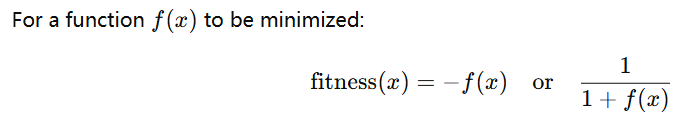 For a function f(x) to be minimized:
fitness(x) = −f(x) or 1 / (1 + f(x))